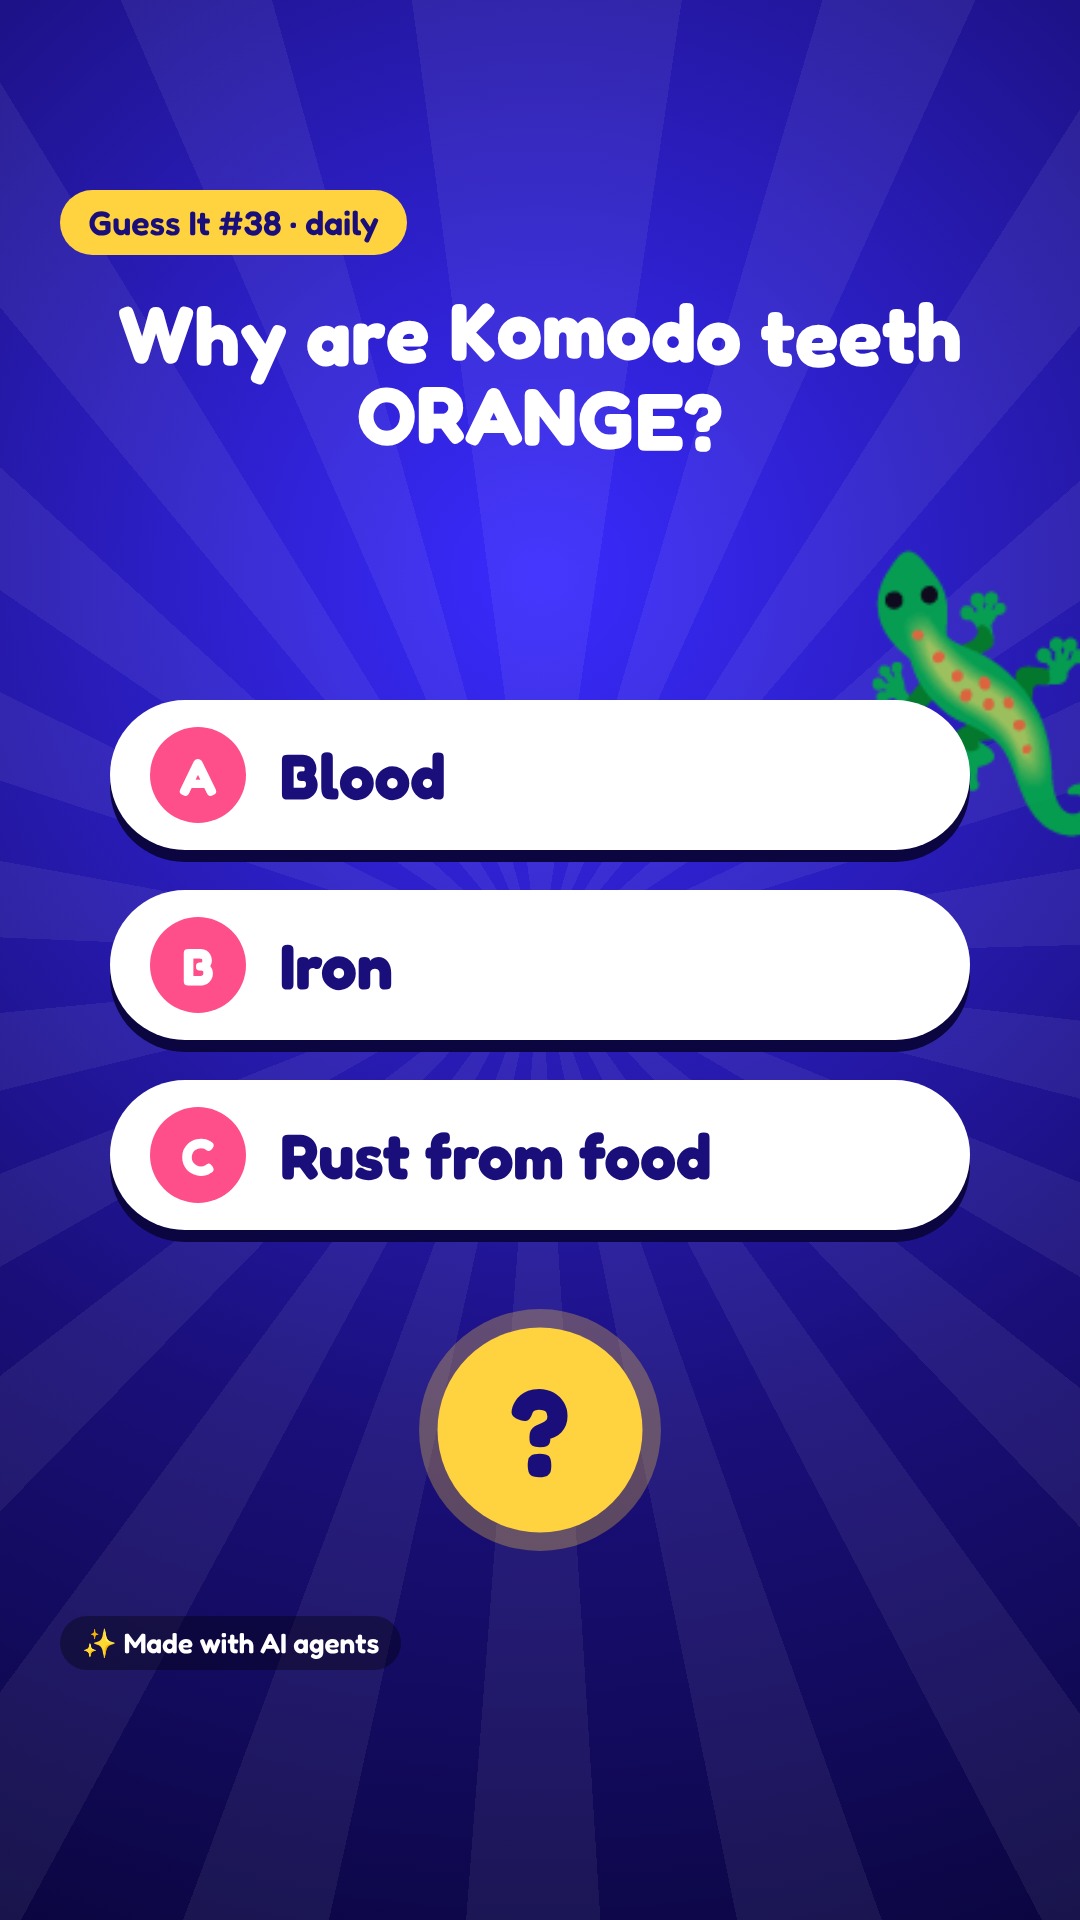 Guess It #38 · daily
Why are Komodo teeth
ORANGE?
A Blood
B Iron
C Rust from food
?
✨ Made with AI agents